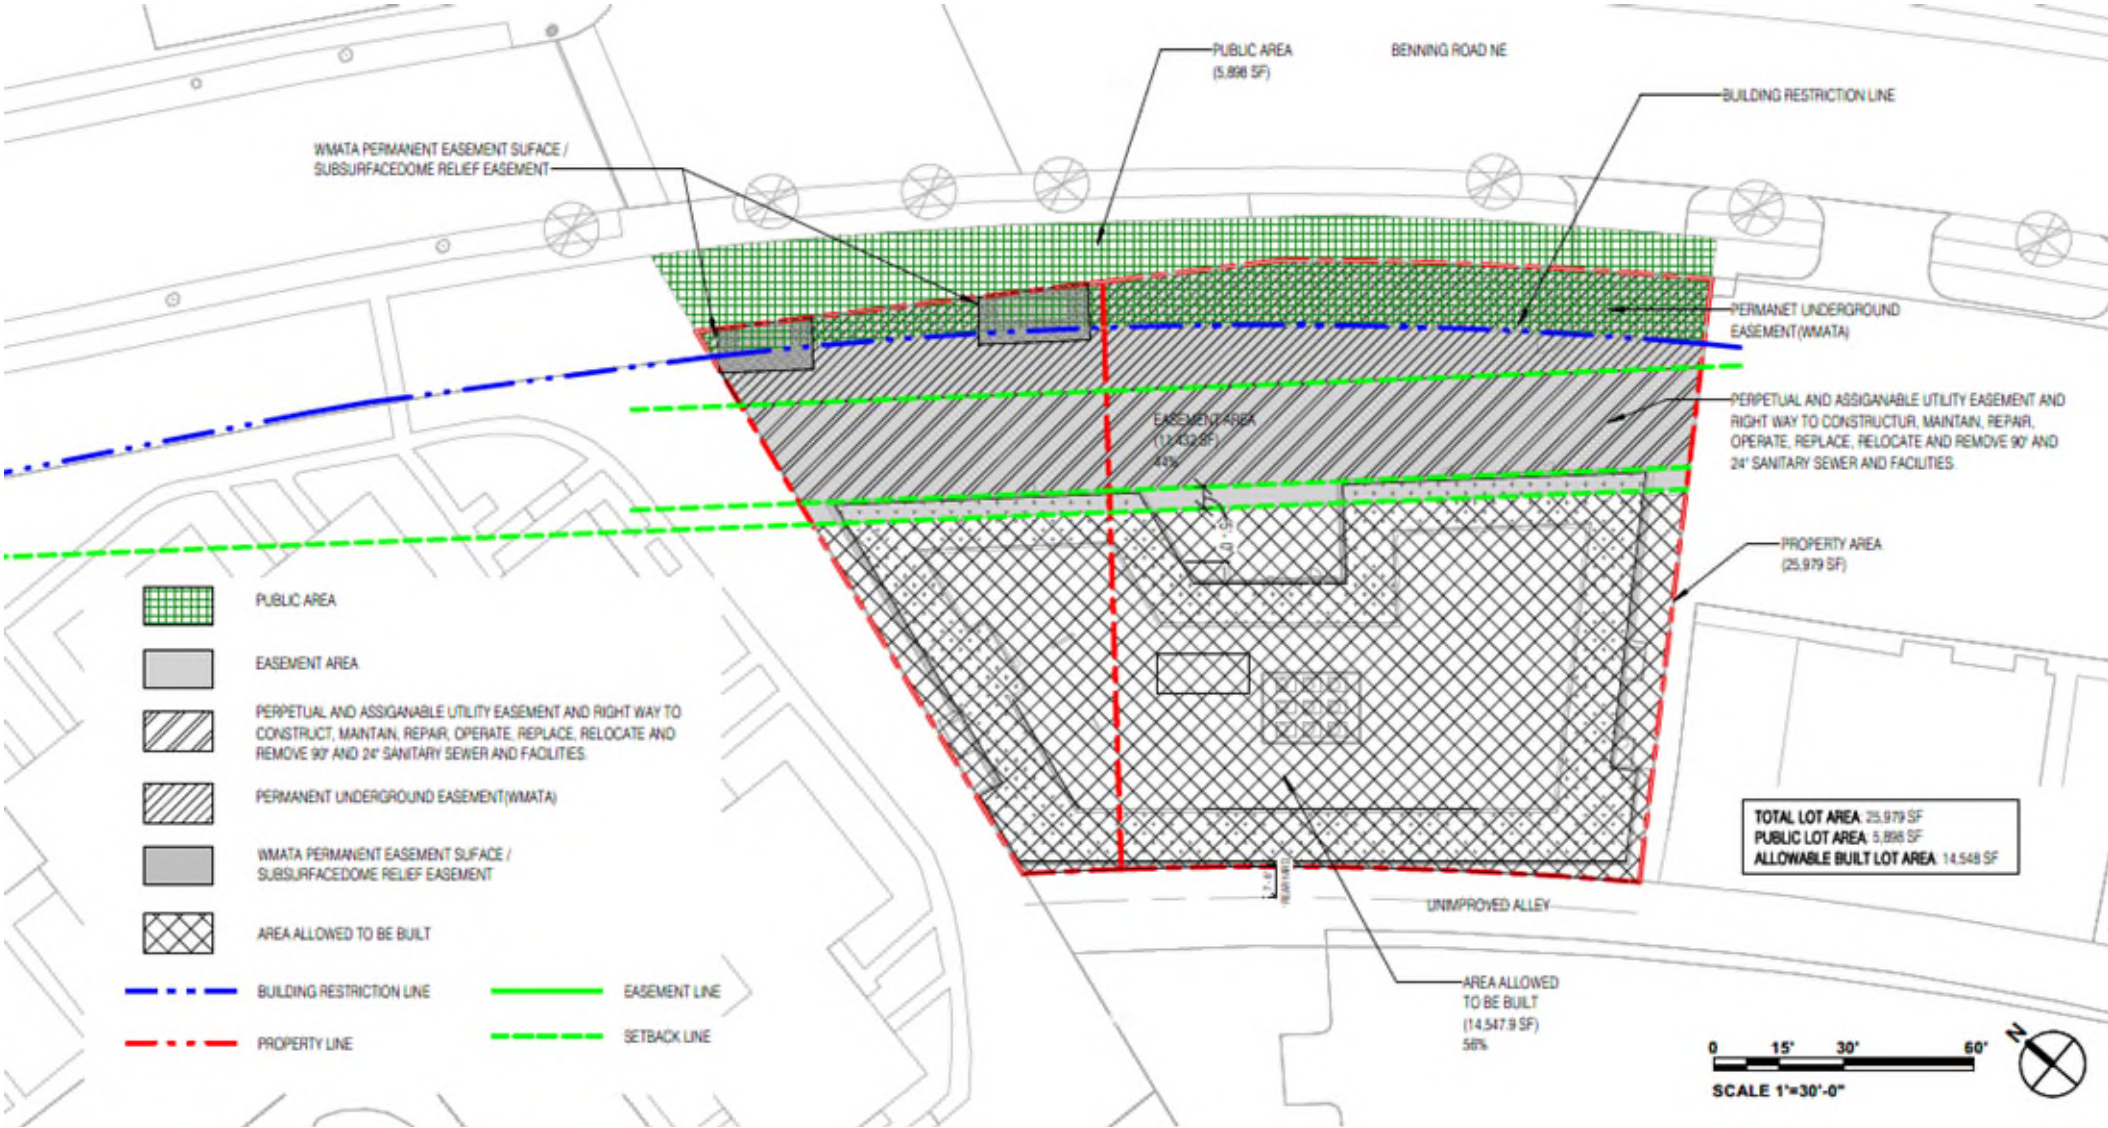 PUBLIC AREA
(5,898 SF)
BENNING ROAD NE
BUILDING RESTRICTION LINE
WMATA PERMANENT EASEMENT SUFACE /
SUBSURFACEDOME RELIEF EASEMENT
PERMANET UNDERGROUND
EASEMENT(WMATA)
EASEMENT AREA
(11,432 SF)
44%
PERPETUAL AND ASSIGANABLE UTILITY EASEMENT AND
RIGHT WAY TO CONSTRUCTUR, MAINTAIN, REPAIR,
OPERATE, REPLACE, RELOCATE AND REMOVE 90" AND
24" SANITARY SEWER AND FACILITIES.
PROPERTY AREA
(25,979 SF)
PUBLIC AREA
EASEMENT AREA
PERPETUAL AND ASSIGANABLE UTILITY EASEMENT AND RIGHT WAY TO
CONSTRUCT, MAINTAIN, REPAIR, OPERATE, REPLACE, RELOCATE AND
REMOVE 90" AND 24" SANITARY SEWER AND FACILITIES.
PERMANENT UNDERGROUND EASEMENT(WMATA)
WMATA PERMANENT EASEMENT SUFACE /
SUBSURFACEDOME RELIEF EASEMENT
AREA ALLOWED TO BE BUILT
BUILDING RESTRICTION LINE
EASEMENT LINE
PROPERTY LINE
SETBACK LINE
TOTAL LOT AREA: 25,979 SF
PUBLIC LOT AREA: 5,898 SF
ALLOWABLE BUILT LOT AREA: 14,548 SF
UNIMPROVED ALLEY
7' - 6"
AREA ALLOWED
TO BE BUILT
(14,547.9 SF)
56%
0 15' 30' 60'
SCALE 1"=30'-0"
N